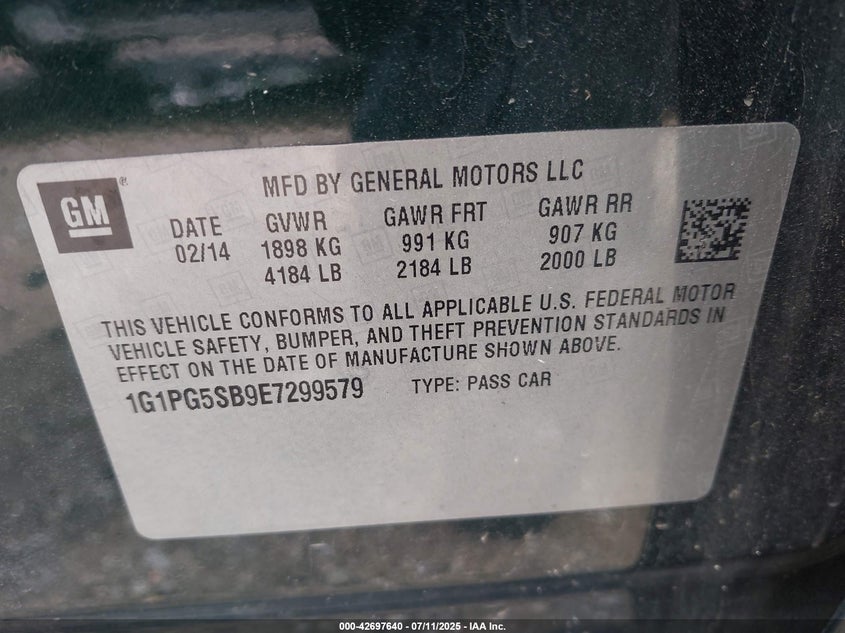 GM
MFD BY GENERAL MOTORS LLC
DATE GVWR GAWR FRT GAWR RR
02/14 1898 KG 991 KG 907 KG
4184 LB 2184 LB 2000 LB
THIS VEHICLE CONFORMS TO ALL APPLICABLE U.S. FEDERAL MOTOR
VEHICLE SAFETY, BUMPER, AND THEFT PREVENTION STANDARDS IN
EFFECT ON THE DATE OF MANUFACTURE SHOWN ABOVE.
1G1PG5SB9E7299579 TYPE: PASS CAR
000-42697640 - 07/11/2025 - IAA Inc.